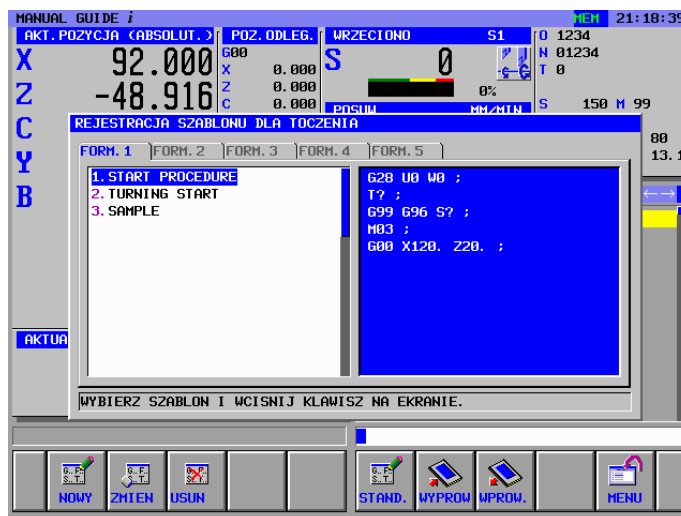 MANUAL GUIDE i MEM 21:18:39
AKT.POZYCJA (ABSOLUT.) POZ.ODLEG. WRZECIONO S1 O 1234
X 92.000 G00 S 0 N 01234
X 0.000 T 0
Z -48.916 Z 0.000 0%
C 0.000 POSUW MM/MIN S 150 M 99
C REJESTRACJA SZABLONU DLA TOCZENIA
80
Y FORM. 1 FORM. 2 FORM. 3 FORM. 4 FORM. 5 13.1
B 1. START PROCEDURE G28 U0 W0 ;
2. TURNING START T? ;
3. SAMPLE G99 G96 S? ;
M03 ;
G00 X120. Z20. ;
AKTUA
WYBIERZ SZABLON I WCISNIJ KLAWISZ NA EKRANIE.
NOWY ZMIEN USUN STAND. WYPROW WPROW. MENU